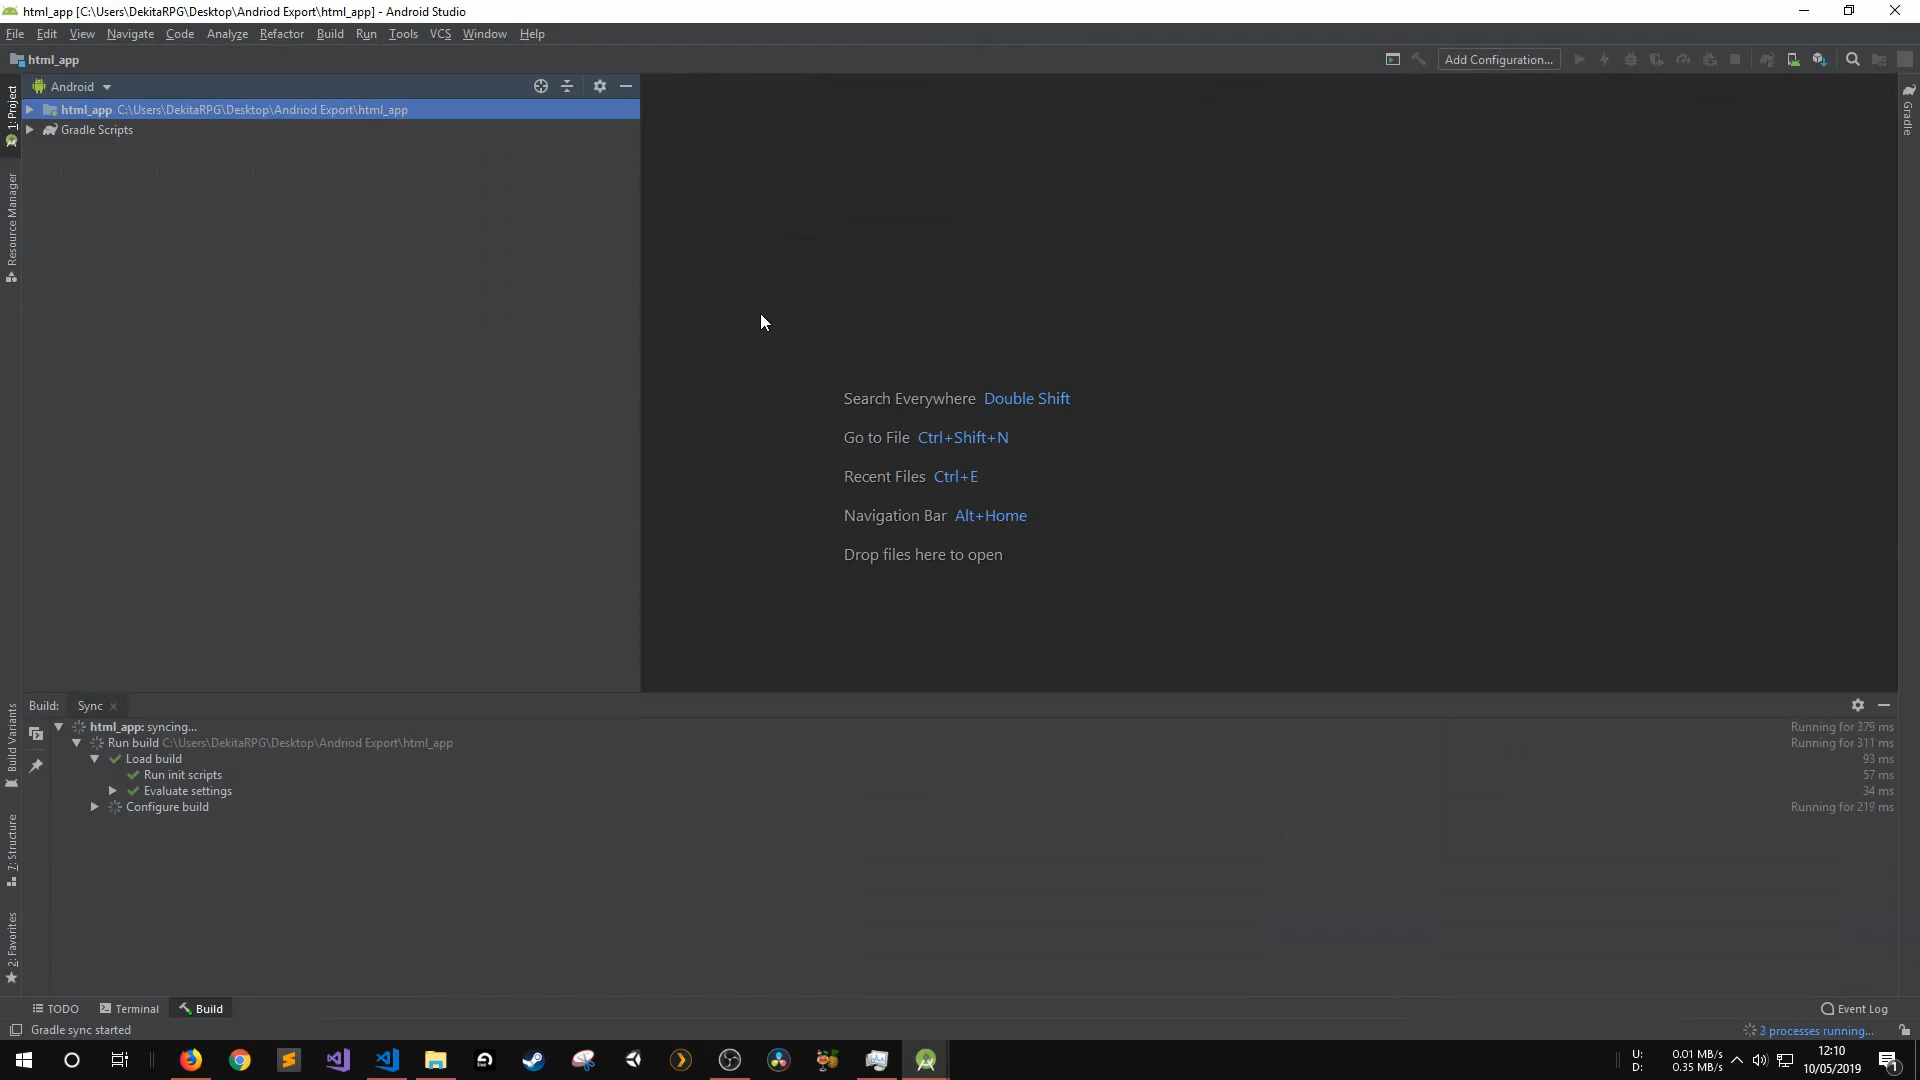 html_app [C:\Users\DekitaRPG\Desktop\Andriod Export\html_app] - Android Studio
File Edit View Navigate Code Analyze Refactor Build Run Tools VCS Window Help
html_app
Add Configuration...
Android
html_app C:\Users\DekitaRPG\Desktop\Andriod Export\html_app
Gradle Scripts
1: Project
Resource Manager
Gradle
Search Everywhere Double Shift
Go to File Ctrl+Shift+N
Recent Files Ctrl+E
Navigation Bar Alt+Home
Drop files here to open
Build Variants
7: Structure
2: Favorites
Build: Sync
html_app: syncing... Running for 379 ms
Run build C:\Users\DekitaRPG\Desktop\Andriod Export\html_app Running for 311 ms
Load build 93 ms
Run init scripts 57 ms
Evaluate settings 34 ms
Configure build Running for 219 ms
TODO Terminal Build Event Log
Gradle sync started 3 processes running...
U: 0.01 MB/s
D: 0.35 MB/s
12:10
10/05/2019
1